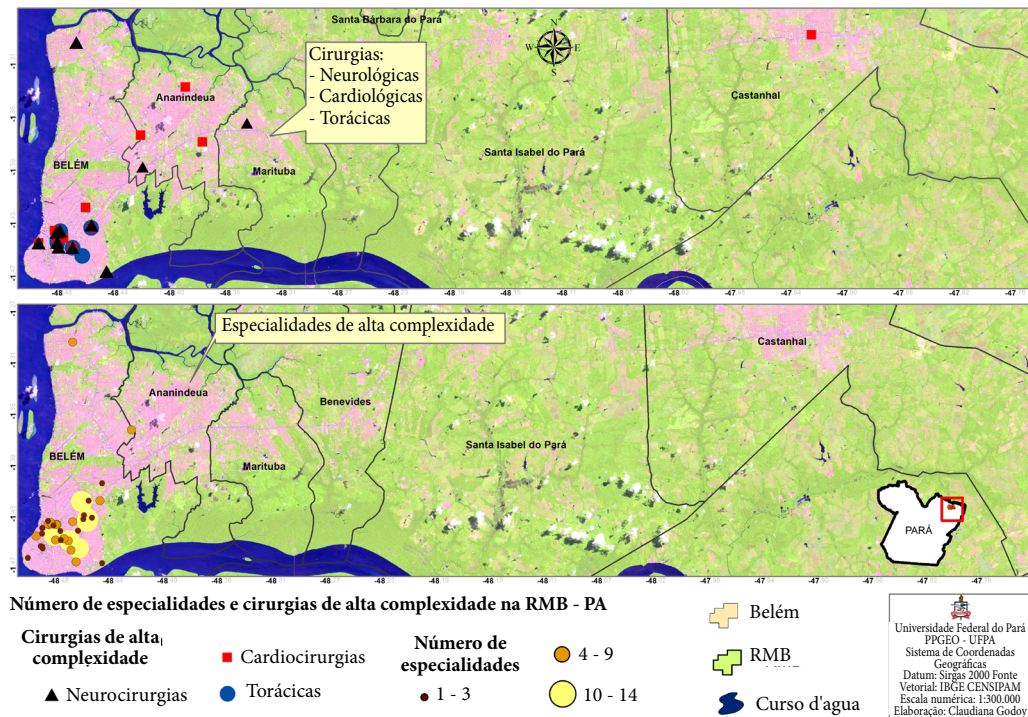 Santa Bárbara do Pará
N
W
E
S
Cirurgias:
- Neurológicas
- Cardiológicas
- Torácicas
Ananindeua
Castanhal
BELÉM
Marituba
Santa Isabel do Pará
Especialidades de alta complexidade
Castanhal
Ananindeua
Benevides
BELÉM
Marituba
Santa Isabel do Pará
PARÁ
Número de especialidades e cirurgias de alta complexidade na RMB - PA
Cirurgias de alta
complexidade
Neurocirurgias
Cardiocirurgias
Torácicas
Número de
especialidades
1 - 3
4 - 9
10 - 14
Belém
RMB
Curso d'agua
Universidade Federal do Pará
PPGEO - UFPA
Sistema de Coordenadas
Geográficas
Datum: Sirgas 2000 Fonte
Vetorial: IBGE CENSIPAM
Escala numérica: 1:300.000
Elaboração: Claudiana Godoy